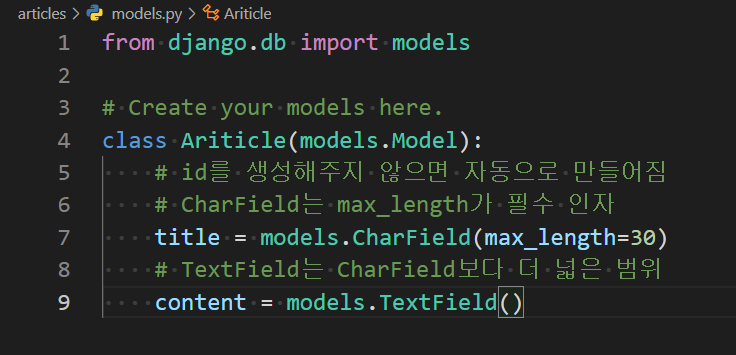 articles > models.py > Ariticle
1 from django.db import models
2
3 # Create your models here.
4 class Ariticle(models.Model):
5     # id를 생성해주지 않으면 자동으로 만들어짐
6     # CharField는 max_length가 필수 인자
7     title = models.CharField(max_length=30)
8     # TextField는 CharField보다 더 넓은 범위
9     content = models.TextField()